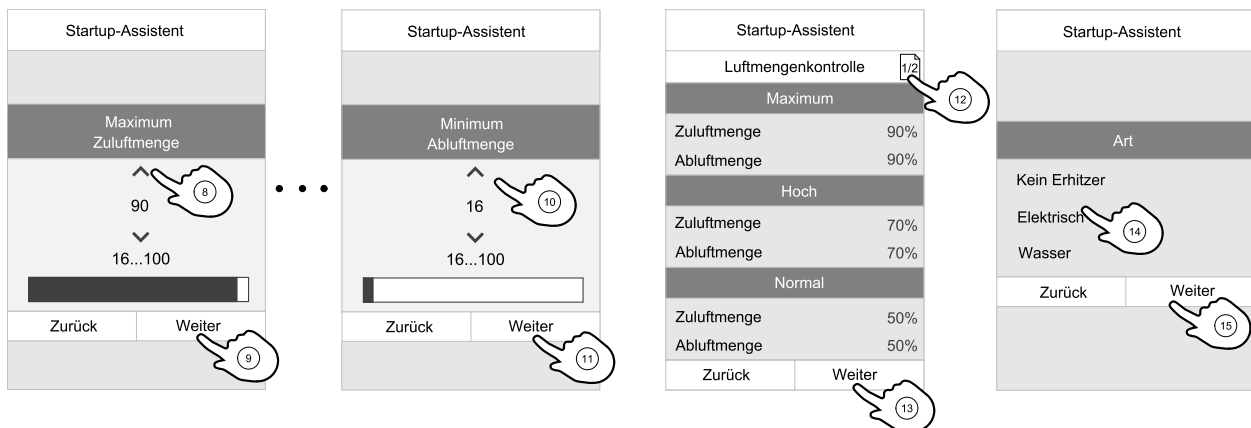 Startup-Assistent
Maximum
Zuluftmenge
8
90
16...100
Zurück Weiter
9
• • •
Startup-Assistent
Minimum
Abluftmenge
10
16
16...100
Zurück Weiter
11
Startup-Assistent
Luftmengenkontrolle 1/2
12
Maximum
Zuluftmenge 90%
Abluftmenge 90%
Hoch
Zuluftmenge 70%
Abluftmenge 70%
Normal
Zuluftmenge 50%
Abluftmenge 50%
Zurück Weiter
13
Startup-Assistent
Art
Kein Erhitzer
Elektrisch
14
Wasser
Zurück Weiter
15